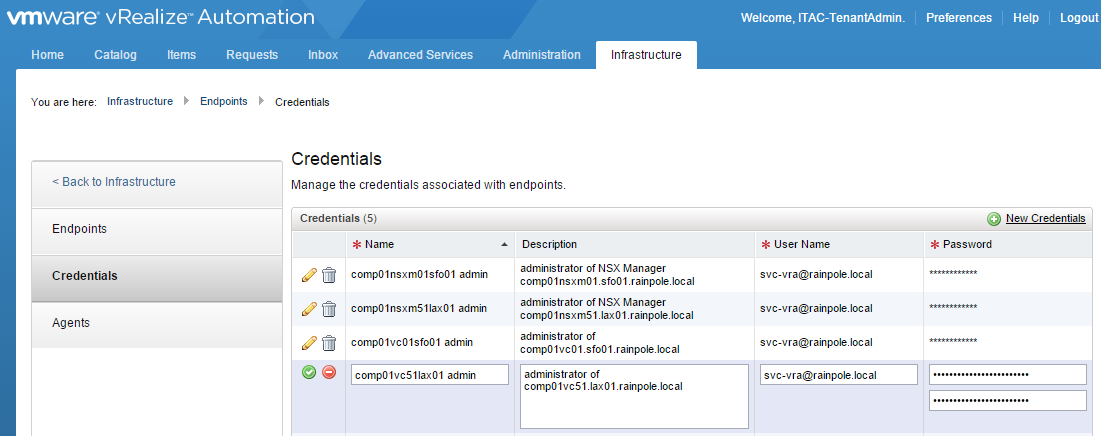 vmware vRealize™ Automation
Welcome, ITAC-TenantAdmin. Preferences Help Logout
Home Catalog Items Requests Inbox Advanced Services Administration Infrastructure
You are here: Infrastructure Endpoints Credentials
< Back to Infrastructure
Endpoints
Credentials
Agents
Credentials
Manage the credentials associated with endpoints.
Credentials (5) New Credentials
* Name Description * User Name * Password
comp01nsxm01sfo01 admin administrator of NSX Manager svc-vra@rainpole.local ************
comp01nsxm01.sfo01.rainpole.local
comp01nsxm51lax01 admin administrator of NSX Manager svc-vra@rainpole.local ************
comp01nsxm51.lax01.rainpole.local
comp01vc01sfo01 admin administrator of svc-vra@rainpole.local ************
comp01vc01.sfo01.rainpole.local
comp01vc51lax01 admin administrator of svc-vra@rainpole.local ••••••••••••••••••••••••
comp01vc51.lax01.rainpole.local
••••••••••••••••••••••••